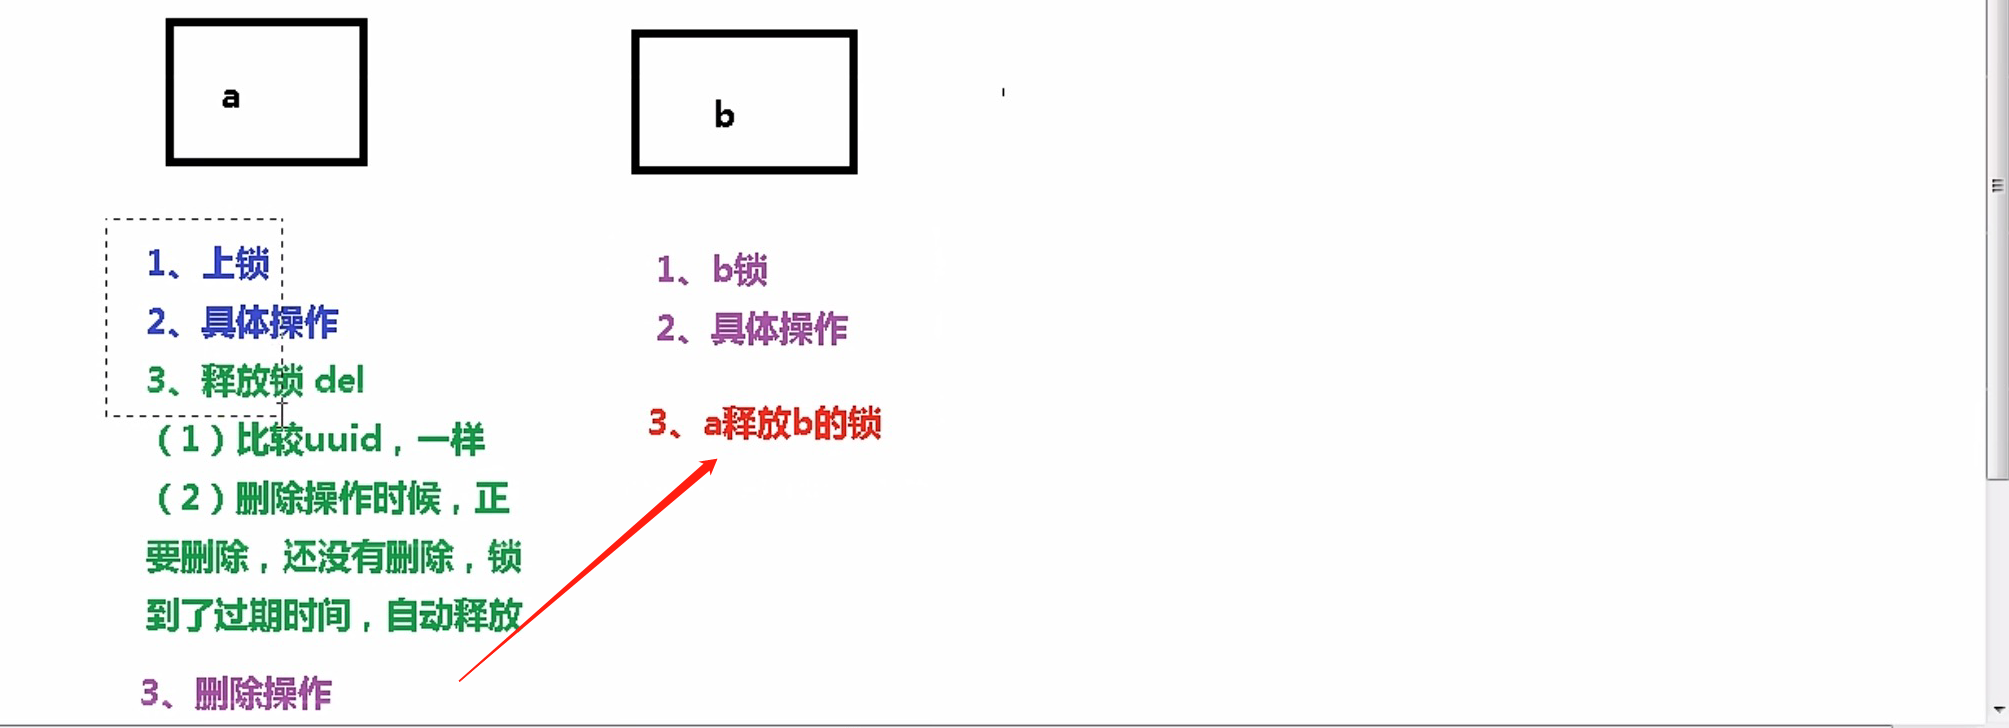 a
b
1、上锁
2、具体操作
3、释放锁 del
（1）比较uuid，一样
（2）删除操作时候，正
要删除，还没有删除，锁
到了过期时间，自动释放
3、删除操作
1、b锁
2、具体操作
3、a释放b的锁